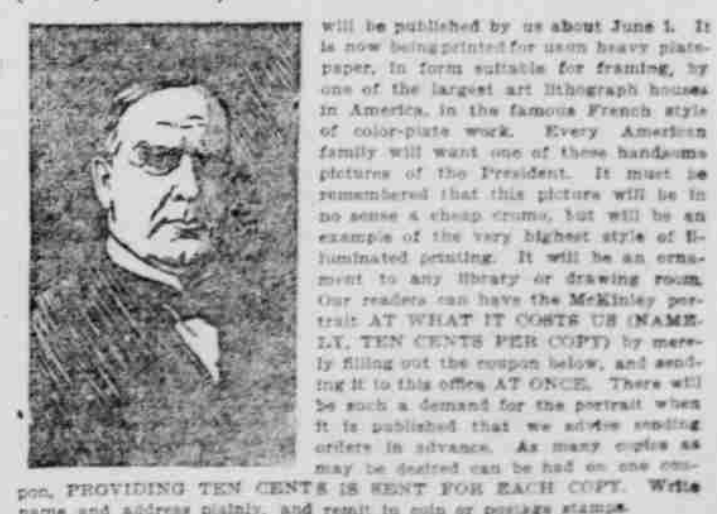 will be published by us about June 1. It
is now being printed for us on heavy plate-
paper, in form suitable for framing, by
one of the largest art lithograph houses
in America, in the famous French style
of color-plate work. Every American
family will want one of these handsome
pictures of the President. It must be
remembered that this picture will be in
no sense a cheap cromo, but will be an
example of the very highest style of il-
luminated printing. It will be an orna-
ment to any library or drawing room.
Our readers can have the McKinley por-
trait AT WHAT IT COSTS US (NAME-
LY, TEN CENTS PER COPY) by mere-
ly filling out the coupon below, and send-
ing it to this office AT ONCE. There will
be such a demand for the portrait when
it is published that we advise sending
orders in advance. As many copies as
may be desired can be had on one cou-
pon, PROVIDING TEN CENTS IS SENT FOR EACH COPY. Write
name and address plainly, and remit in coin or postage stamps.